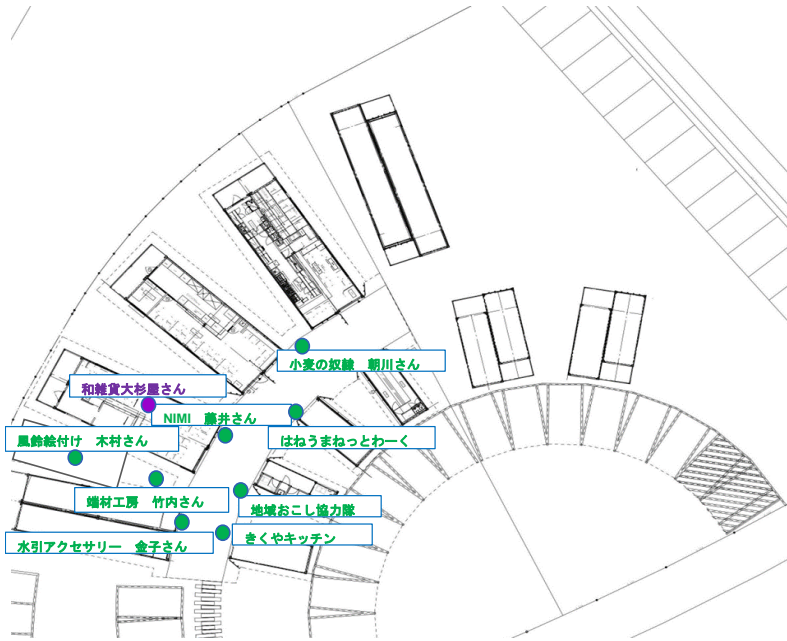 小麦の奴隷　朝川さん
和雑貨大杉屋さん
NIMI　藤井さん
はねうまねっとわーく
風鈴絵付け　木村さん
端材工房　竹内さん
地域おこし協力隊
水引アクセサリー　金子さん
きくやキッチン